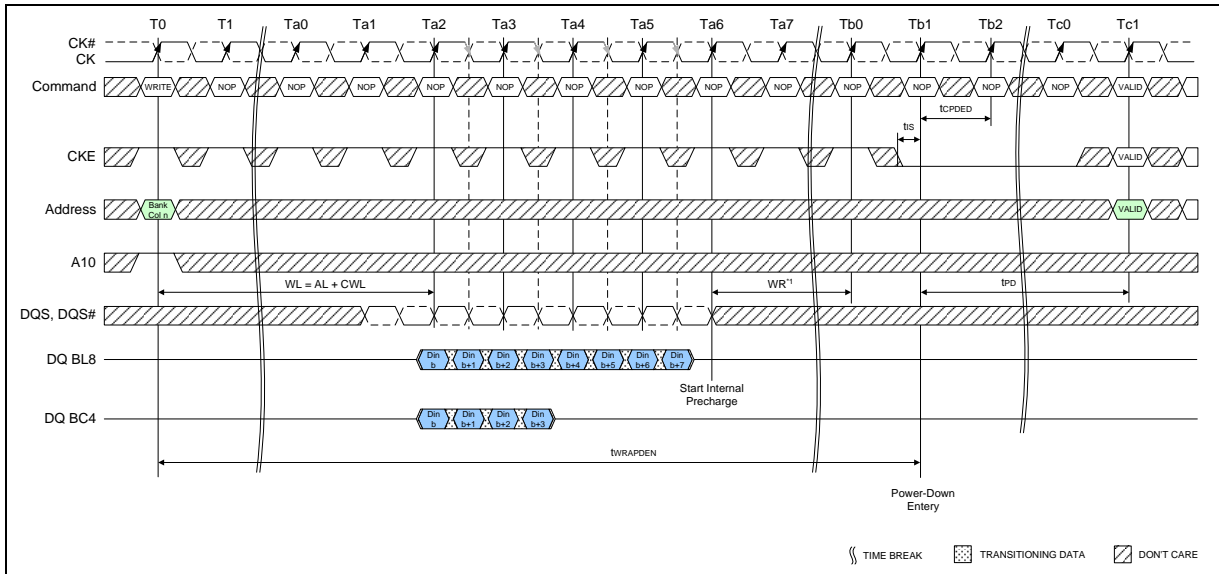 T0 T1 Ta0 Ta1 Ta2 Ta3 Ta4 Ta5 Ta6 Ta7 Tb0 Tb1 Tb2 Tc0 Tc1
CK#
CK
Command WRITE NOP NOP NOP NOP NOP NOP NOP NOP NOP NOP NOP NOP NOP VALID
tCPDED
tIS
CKE VALID
Address Bank Col n VALID
A10
WL = AL + CWL WR*1 tPD
DQS, DQS#
DQ BL8 Din b Din b+1 Din b+2 Din b+3 Din b+4 Din b+5 Din b+6 Din b+7
Start Internal
Precharge
DQ BC4 Din b Din b+1 Din b+2 Din b+3
tWRAPDEN
Power-Down
Entery
TIME BREAK TRANSITIONING DATA DON'T CARE